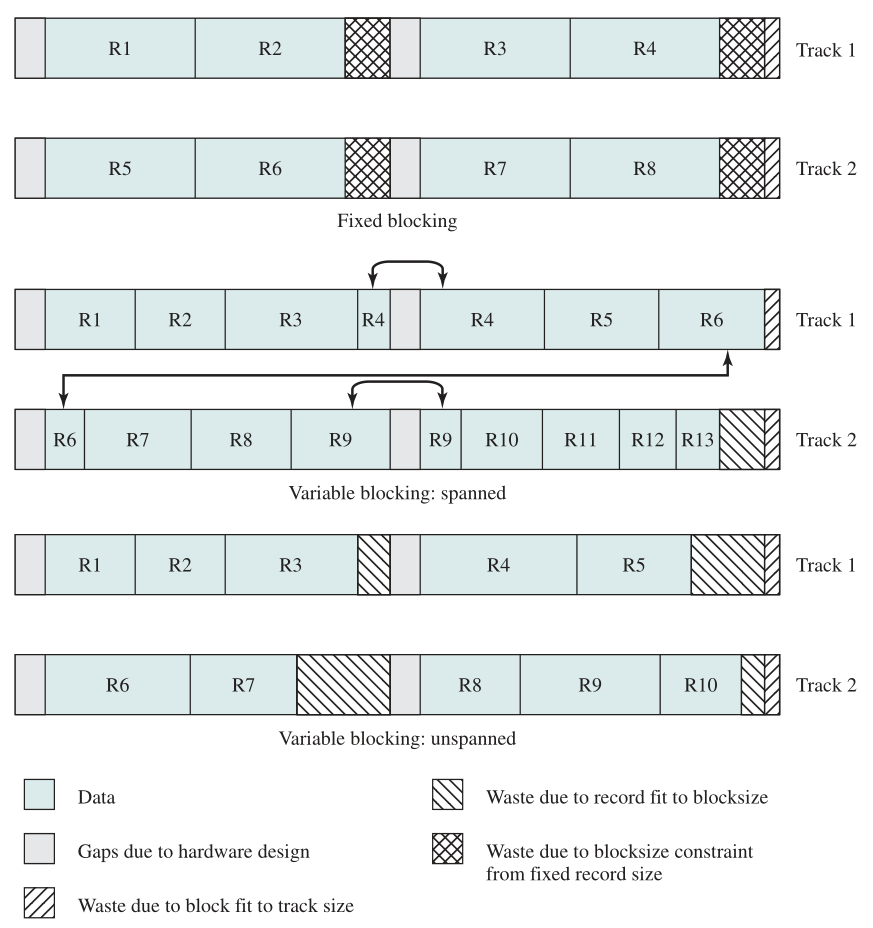 R1 R2 R3 R4 Track 1
R5 R6 R7 R8 Track 2
Fixed blocking
R1 R2 R3 R4 R4 R5 R6 Track 1
R6 R7 R8 R9 R9 R10 R11 R12 R13 Track 2
Variable blocking: spanned
R1 R2 R3 R4 R5 Track 1
R6 R7 R8 R9 R10 Track 2
Variable blocking: unspanned
Data
Gaps due to hardware design
Waste due to block fit to track size
Waste due to record fit to blocksize
Waste due to blocksize constraint
from fixed record size